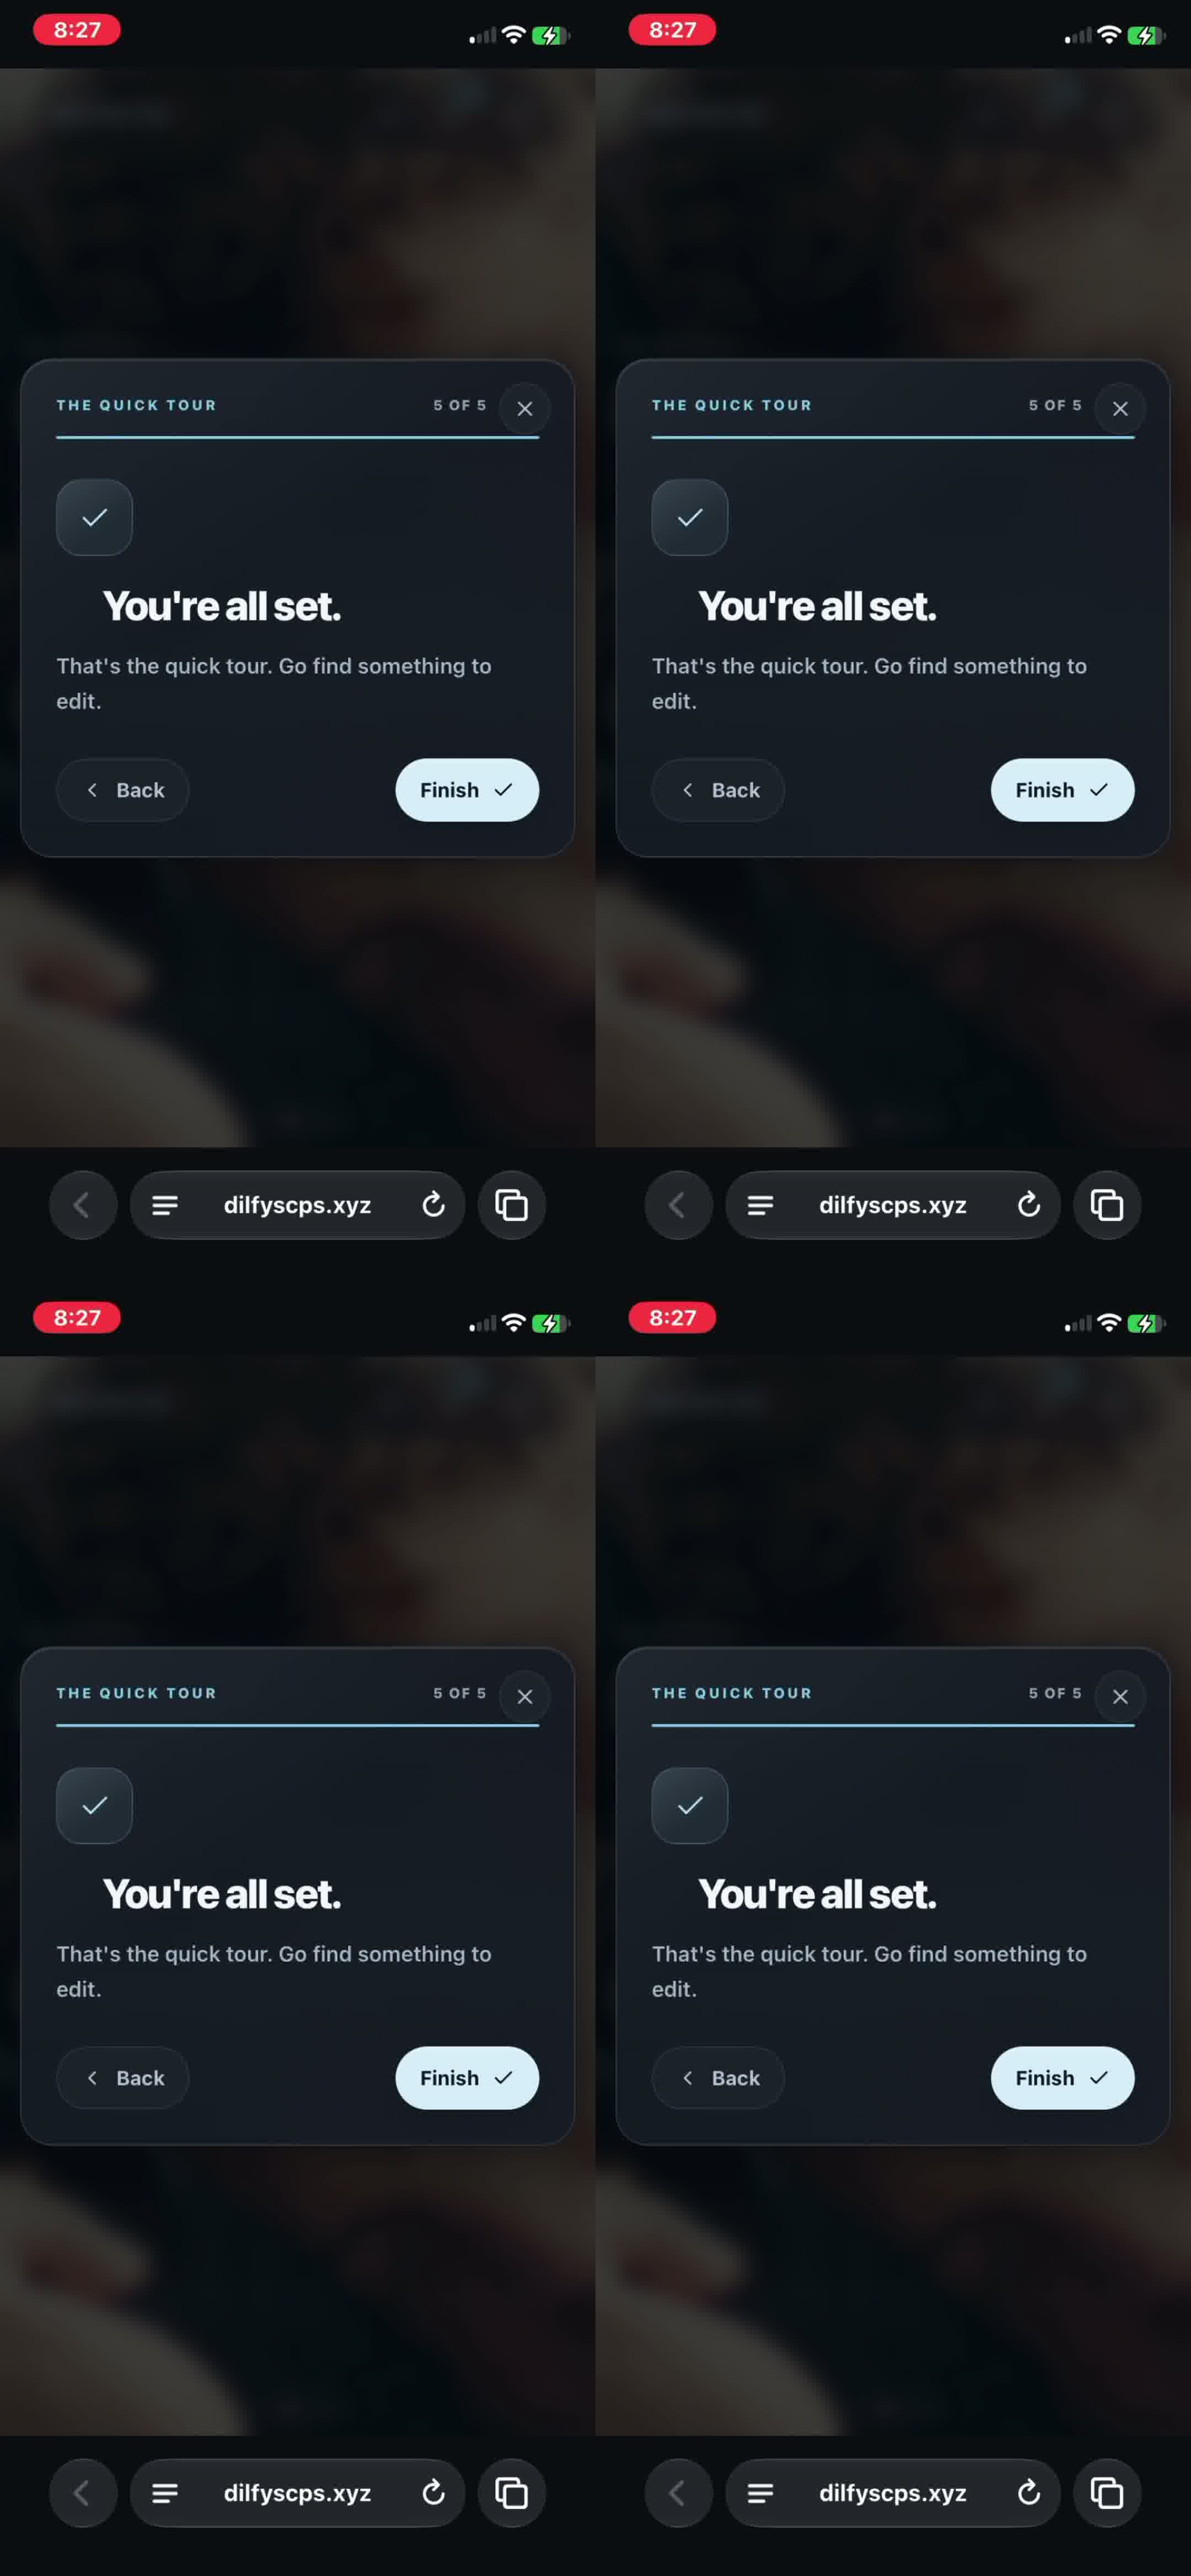 8:27
THE QUICK TOUR 5 OF 5
You're all set.
That's the quick tour. Go find something to
edit.
Back Finish
dilfyscps.xyz
8:27
THE QUICK TOUR 5 OF 5
You're all set.
That's the quick tour. Go find something to
edit.
Back Finish
dilfyscps.xyz
8:27
THE QUICK TOUR 5 OF 5
You're all set.
That's the quick tour. Go find something to
edit.
Back Finish
dilfyscps.xyz
8:27
THE QUICK TOUR 5 OF 5
You're all set.
That's the quick tour. Go find something to
edit.
Back Finish
dilfyscps.xyz